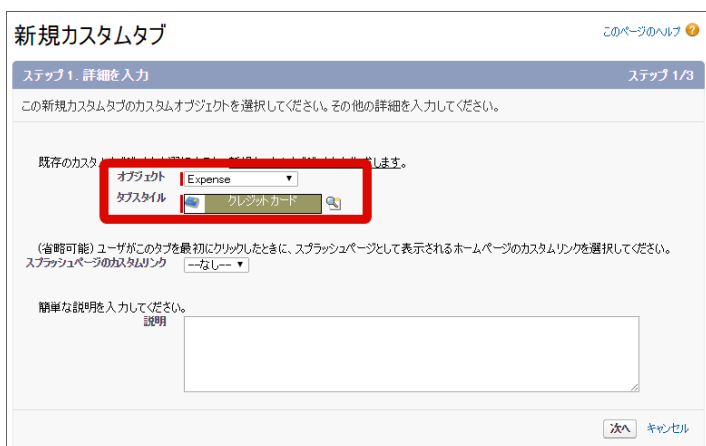 新規カスタムタブ
このページのヘルプ
ステップ 1. 詳細を入力
ステップ 1/3
この新規カスタムタブのカスタムオブジェクトを選択してください。その他の詳細を入力してください。
既存のカス
します。
オブジェクト Expense
タブスタイル クレジットカード
(省略可能) ユーザがこのタブを最初にクリックしたときに、スプラッシュページとして表示されるホームページのカスタムリンクを選択してください。
スプラッシュページのカスタムリンク --なし--
簡単な説明を入力してください。
説明
次へ キャンセル